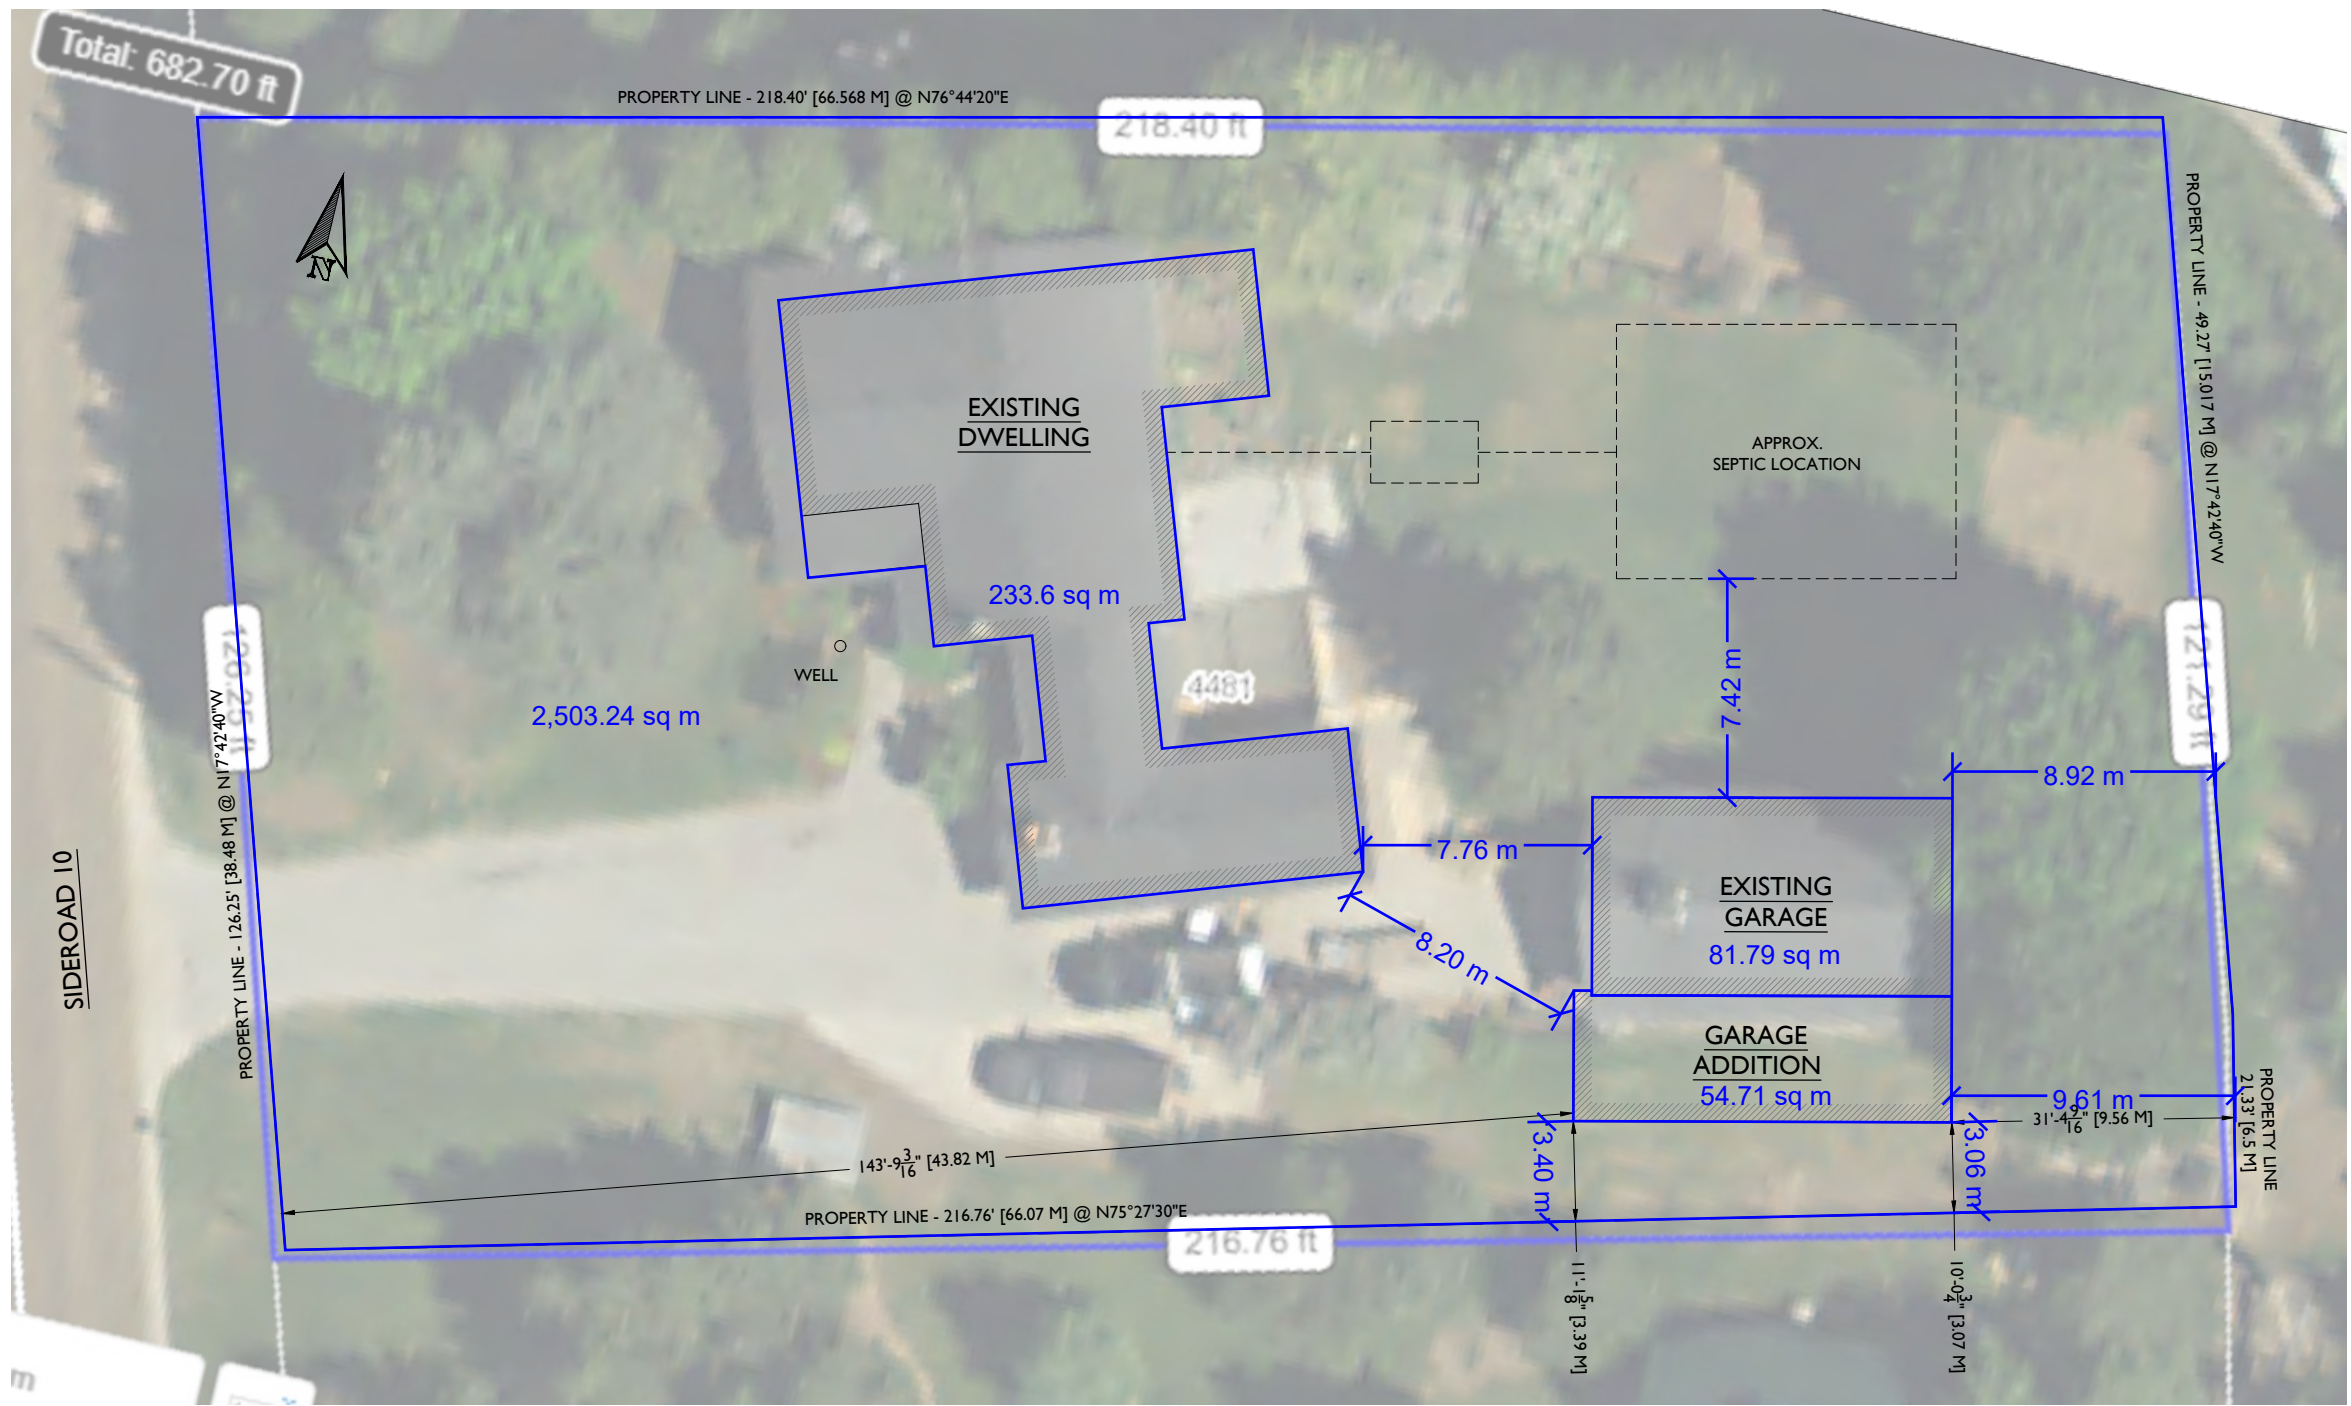 Total: 682.70 ft
PROPERTY LINE - 218.40' [66.568 M] @ N76°44'20"E
218.40 ft
N
PROPERTY LINE - 49.27' [15.017 M] @ N17°42'40"W
EXISTING
DWELLING
APPROX.
SEPTIC LOCATION
233.6 sq m
WELL
4481
126.25 ft
121.29 ft
2,503.24 sq m
7.42 m
8.92 m
PROPERTY LINE - 126.25' [38.48 M] @ N17°42'40"W
SIDEROAD 10
7.76 m
8.20 m
EXISTING
GARAGE
81.79 sq m
GARAGE
ADDITION
54.71 sq m
9.61 m
31'-4 9/16" [9.56 M]
PROPERTY LINE
21.33' [6.5 M]
3.40 m
3.06 m
143'-9 3/16" [43.82 M]
PROPERTY LINE - 216.76' [66.07 M] @ N75°27'30"E
216.76 ft
11'-1 5/8" [3.39 M]
10'-0 3/4" [3.07 M]
m